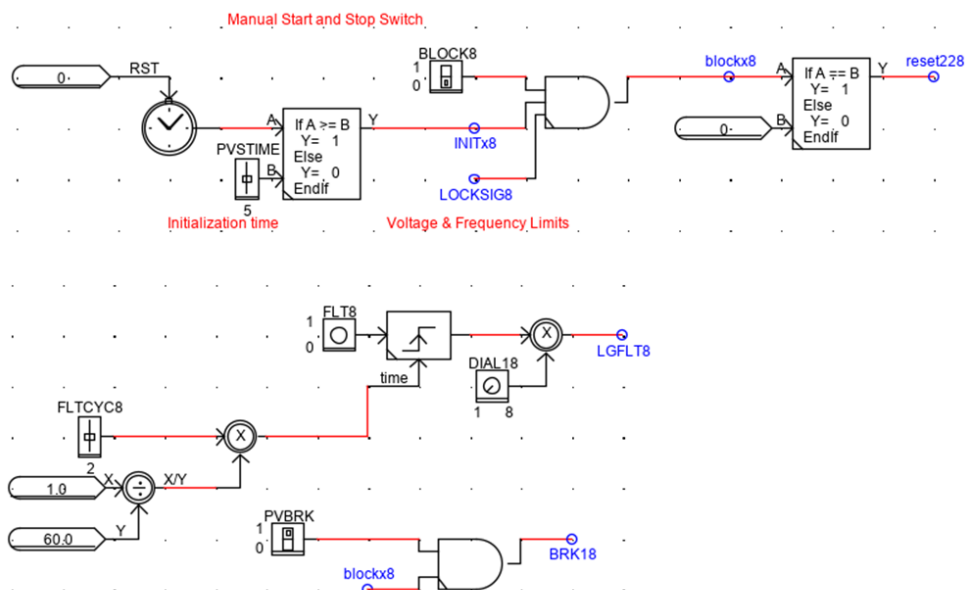 Manual Start and Stop Switch
BLOCK8
1
0
blockx8
reset228
0
RST
A
If A >= B
Y= 1
Else
Y= 0
EndIf
B
Y
PVSTIME
5
INITx8
LOCKSIG8
A
If A == B
Y= 1
Else
Y= 0
EndIf
B
Y
0
Initialization time
Voltage & Frequency Limits
FLT8
1
0
time
X
LGFLT8
DIAL18
1 8
FLTCYC8
2
X
1.0
X
÷
X/Y
60.0
Y
PVBRK
1
0
BRK18
blockx8